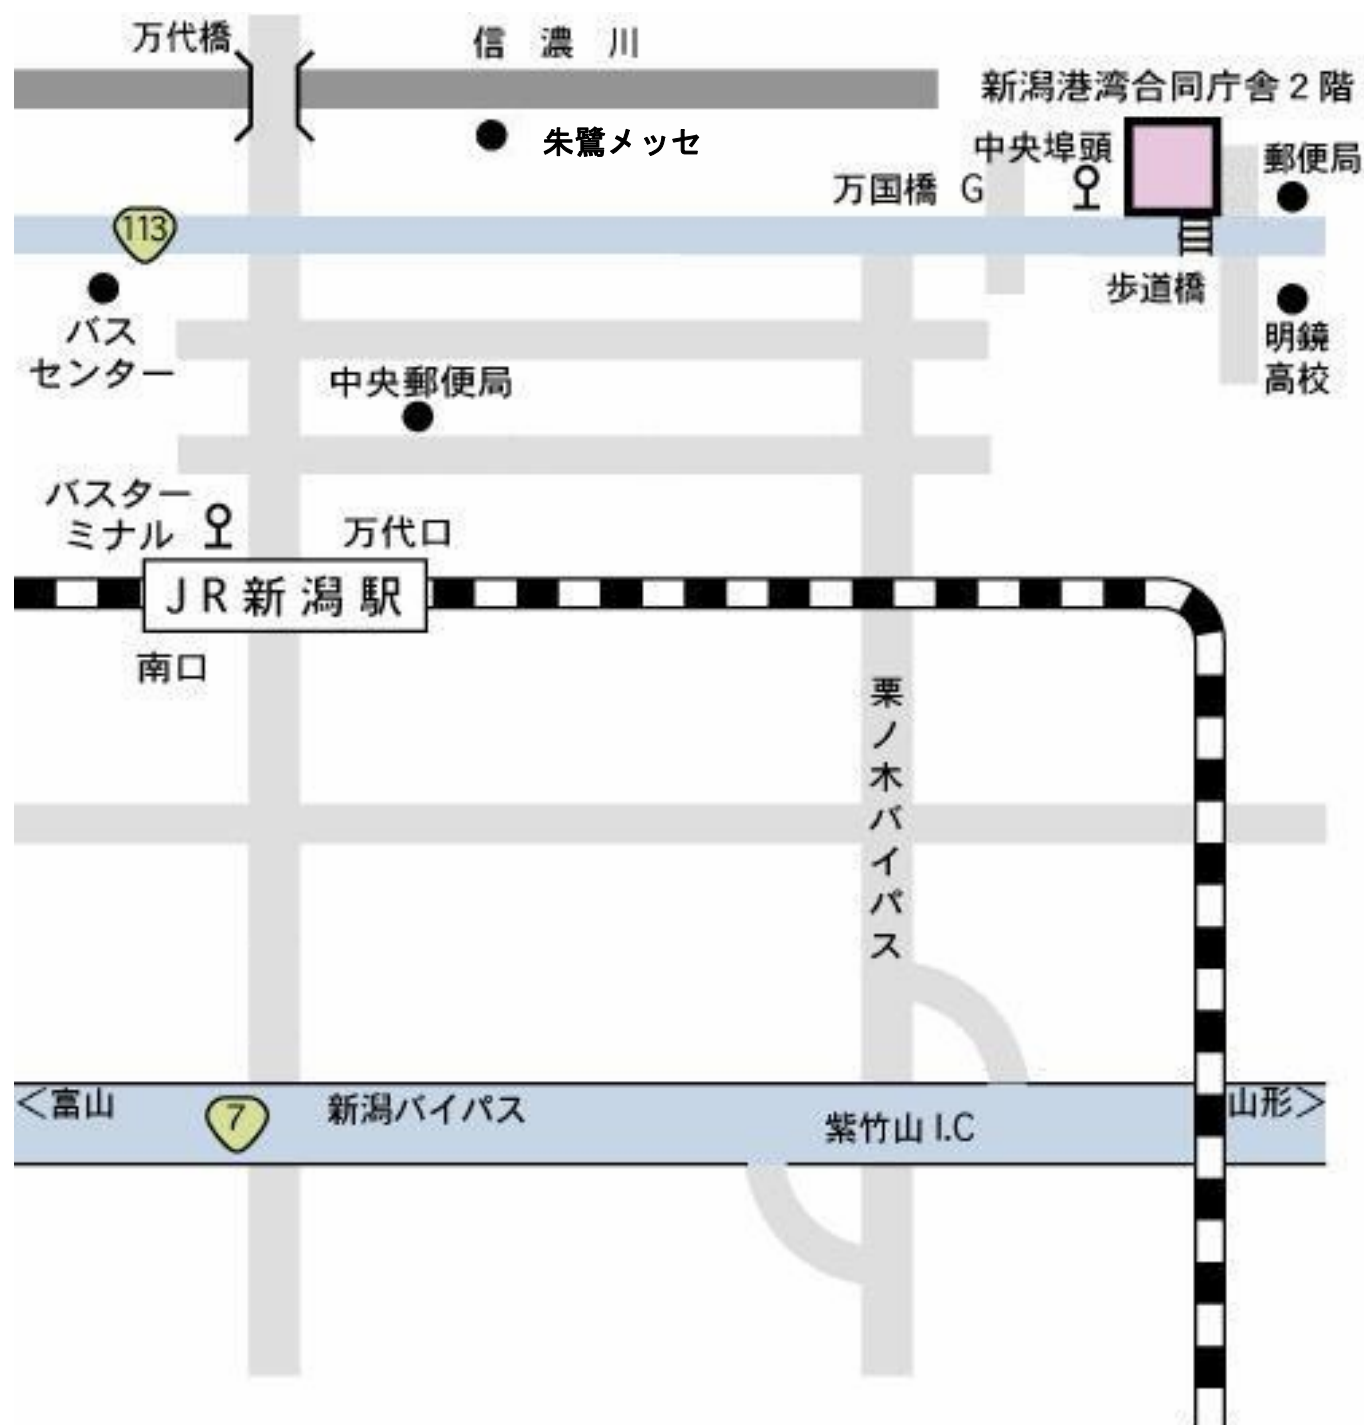 万代橋
信濃川
新潟港湾合同庁舎2階
朱鷺メッセ
中央埠頭
郵便局
万国橋 G
113
歩道橋
バス
センター
明鏡
高校
中央郵便局
バスター
ミナル
万代口
JR新潟駅
南口
栗ノ木バイパス
<富山
7
新潟バイパス
紫竹山 I.C
山形>